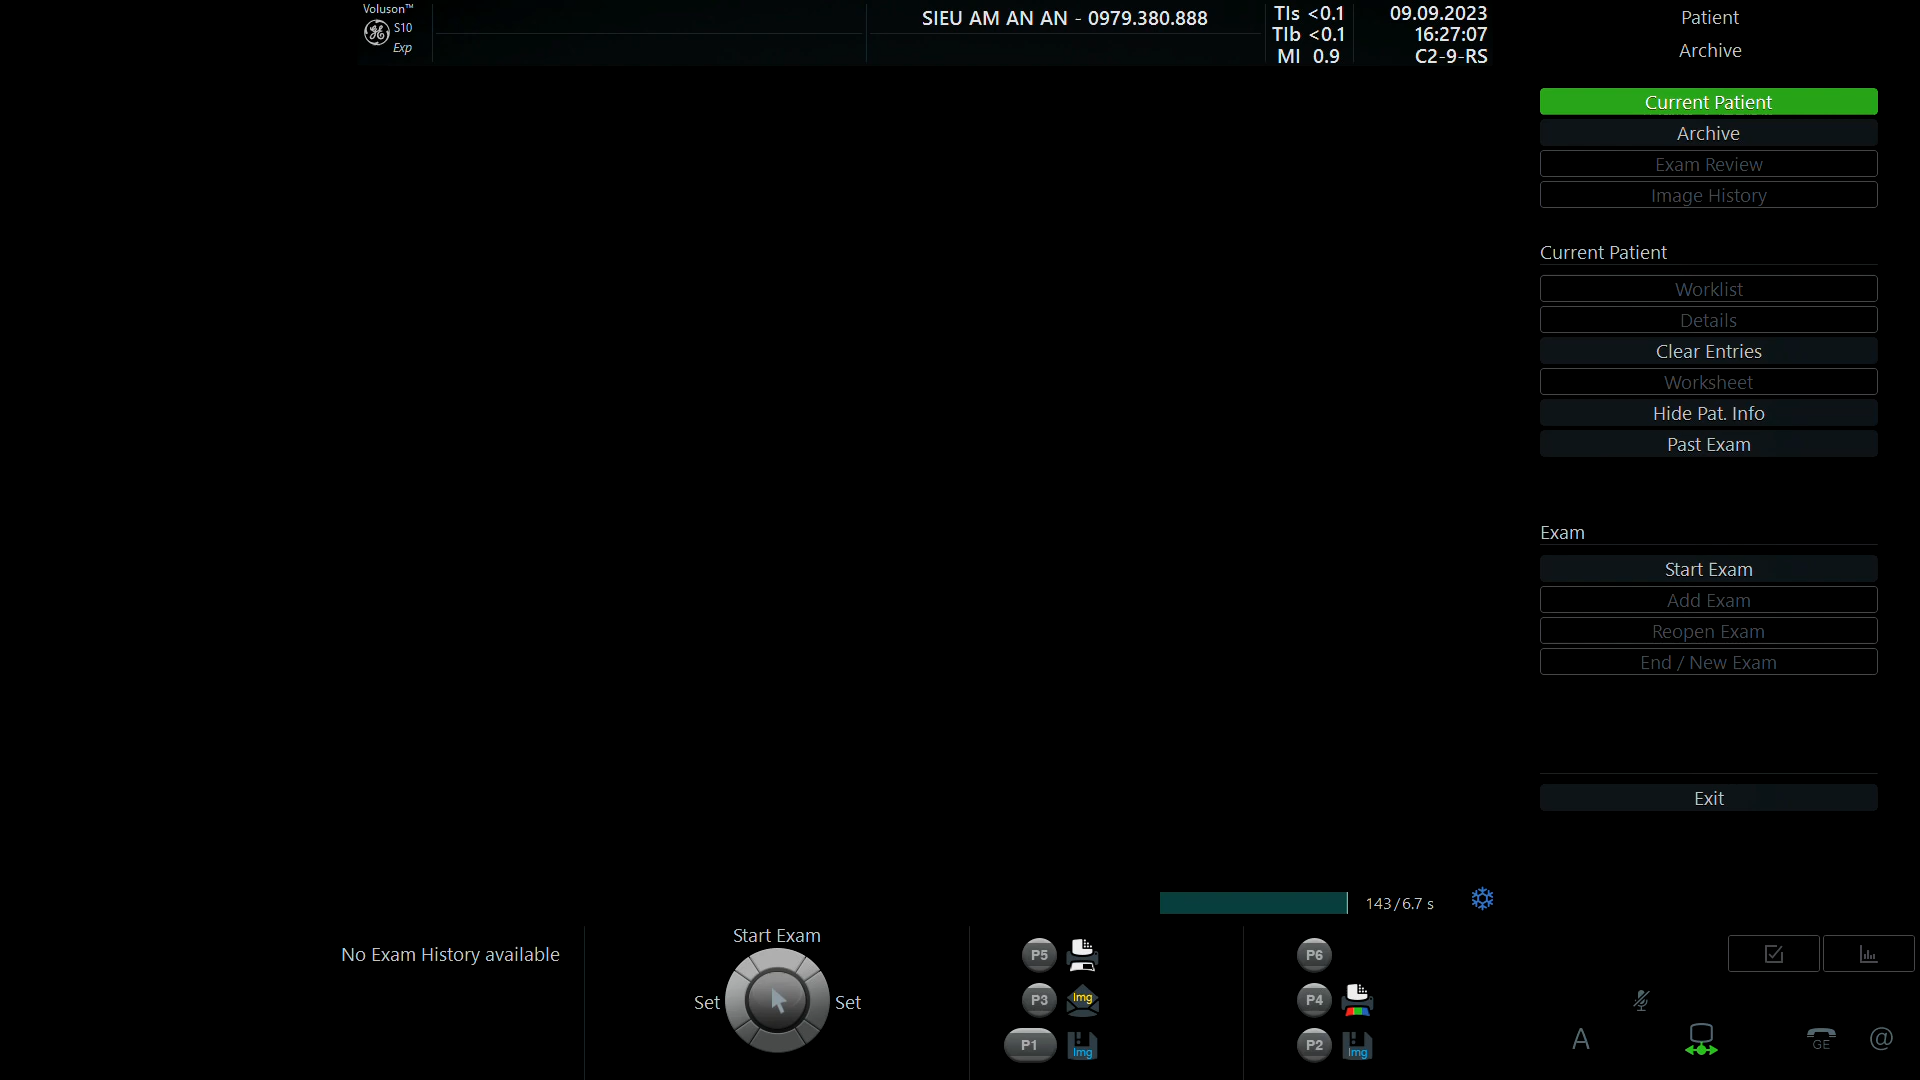 Voluson™
S10
Exp
SIEU AM AN AN - 0979.380.888
TIs <0.1
TIb <0.1
MI 0.9
09.09.2023
16:27:07
C2-9-RS
Patient
Archive
Current Patient
Archive
Exam Review
Image History
Current Patient
Worklist
Details
Clear Entries
Worksheet
Hide Pat. Info
Past Exam
Exam
Start Exam
Add Exam
Reopen Exam
End / New Exam
Exit
143/6.7 s
No Exam History available
Start Exam
Set
Set
P5
P3
Img
P1
Img
P6
P4
P2
Img
A
GE
@